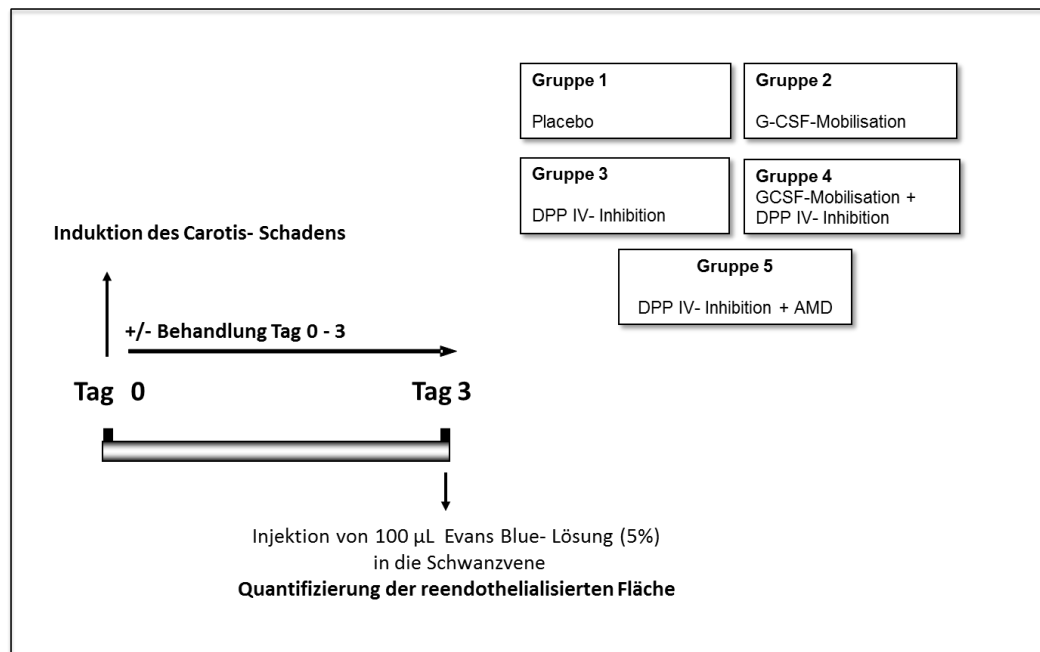 Gruppe 1
Placebo
Gruppe 2
G-CSF-Mobilisation
Gruppe 3
DPP IV- Inhibition
Gruppe 4
GCSF-Mobilisation +
DPP IV- Inhibition
Gruppe 5
DPP IV- Inhibition + AMD
Induktion des Carotis- Schadens
+/- Behandlung Tag 0 - 3
Tag 0
Tag 3
Injektion von 100 µL Evans Blue- Lösung (5%)
in die Schwanzvene
Quantifizierung der reendothelialisierten Fläche